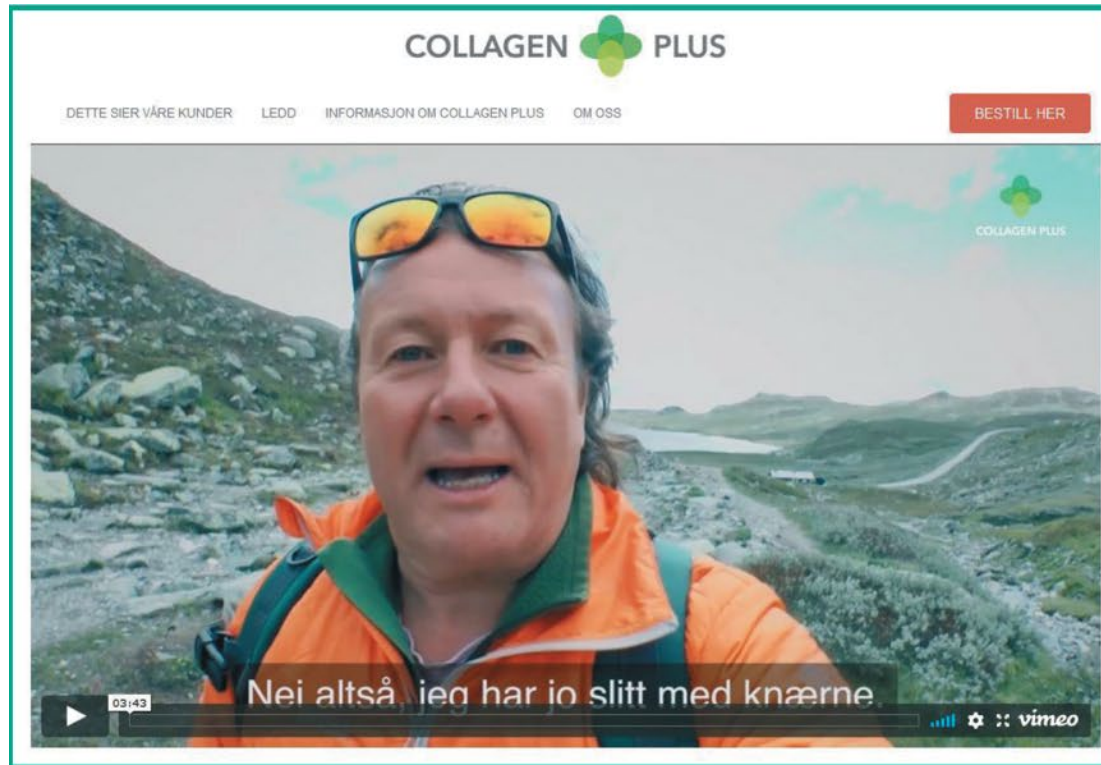 COLLAGEN PLUS
DETTE SIER VÅRE KUNDER LEDD INFORMASJON OM COLLAGEN PLUS OM OSS BESTILL HER
COLLAGEN PLUS
Nei altså, jeg har jo slitt med knærne.
03:43
vimeo